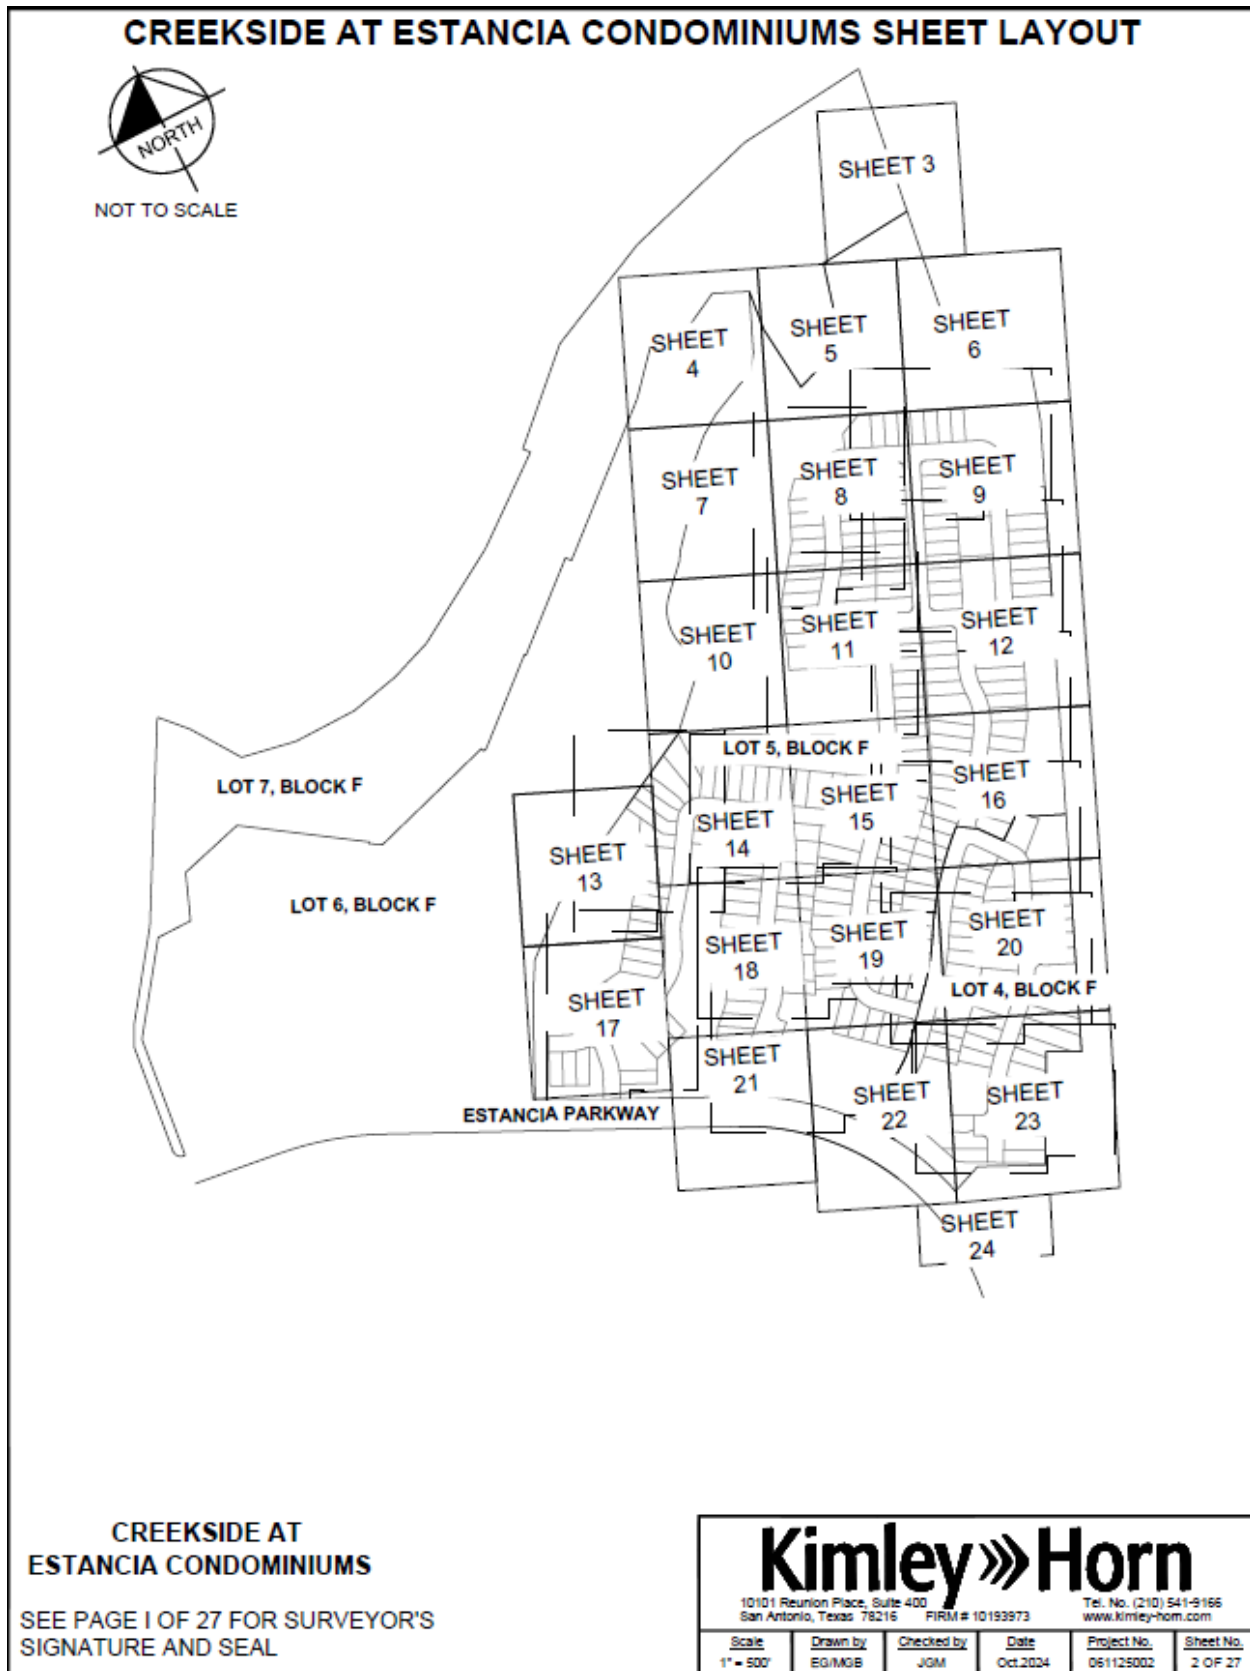 CREEKSIDE AT ESTANCIA CONDOMINIUMS SHEET LAYOUT
NORTH
NOT TO SCALE
SHEET 3
SHEET
4
SHEET
5
SHEET
6
SHEET
7
SHEET
8
SHEET
9
SHEET
10
SHEET
11
SHEET
12
LOT 5, BLOCK F
LOT 7, BLOCK F
SHEET
13
SHEET
14
SHEET
15
SHEET
16
LOT 6, BLOCK F
SHEET
17
SHEET
18
SHEET
19
SHEET
20
LOT 4, BLOCK F
SHEET
21
SHEET
22
SHEET
23
ESTANCIA PARKWAY
SHEET
24
CREEKSIDE AT
ESTANCIA CONDOMINIUMS
SEE PAGE I OF 27 FOR SURVEYOR'S
SIGNATURE AND SEAL
Kimley»Horn
10101 Reunion Place, Suite 400
San Antonio, Texas 78216 FIRM # 10193973
Tel. No. (210) 541-9166
www.kimley-horn.com
Scale Drawn by Checked by Date Project No. Sheet No.
1" = 500' EG/MGB JGM Oct.2024 061125002 2 OF 27